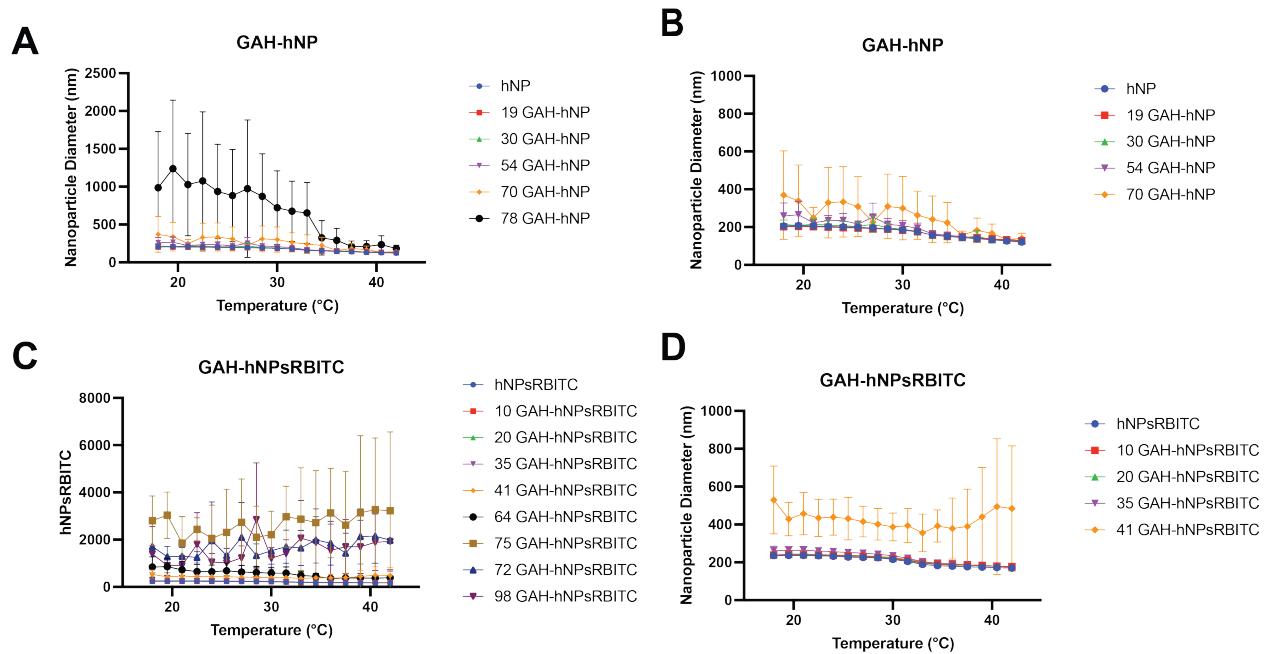 A
GAH-hNP
Nanoparticle Diameter (nm)
2500
2000
1500
1000
500
0
20
30
40
Temperature (°C)
hNP
19 GAH-hNP
30 GAH-hNP
54 GAH-hNP
70 GAH-hNP
78 GAH-hNP
B
GAH-hNP
Nanoparticle Diameter (nm)
1000
800
600
400
200
0
20
30
40
Temperature (°C)
hNP
19 GAH-hNP
30 GAH-hNP
54 GAH-hNP
70 GAH-hNP
C
GAH-hNPsRBITC
hNPsRBITC
8000
6000
4000
2000
0
20
30
40
Temperature (°C)
hNPsRBITC
10 GAH-hNPsRBITC
20 GAH-hNPsRBITC
35 GAH-hNPsRBITC
41 GAH-hNPsRBITC
64 GAH-hNPsRBITC
75 GAH-hNPsRBITC
72 GAH-hNPsRBITC
98 GAH-hNPsRBITC
D
GAH-hNPsRBITC
Nanoparticle Diameter (nm)
1000
800
600
400
200
0
20
30
40
Temperature (°C)
hNPsRBITC
10 GAH-hNPsRBITC
20 GAH-hNPsRBITC
35 GAH-hNPsRBITC
41 GAH-hNPsRBITC